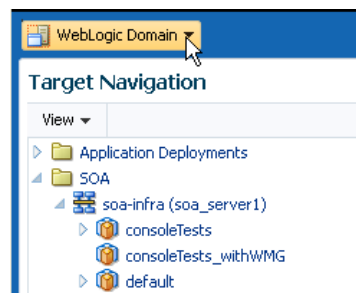 WebLogic Domain
Target Navigation
View
Application Deployments
SOA
soa-infra (soa_server1)
consoleTests
consoleTests_withWMG
default